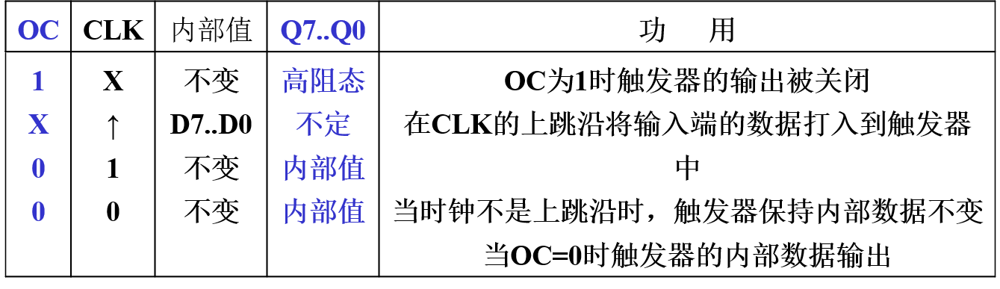 OC CLK 内部值 Q7..Q0 功 用
1 X 不变 高阻态 OC为1时触发器的输出被关闭
X ↑ D7..D0 不定 在CLK的上跳沿将输入端的数据打入到触发器
0 1 不变 内部值 中
0 0 不变 内部值 当时钟不是上跳沿时，触发器保持内部数据不变
当OC=0时触发器的内部数据输出